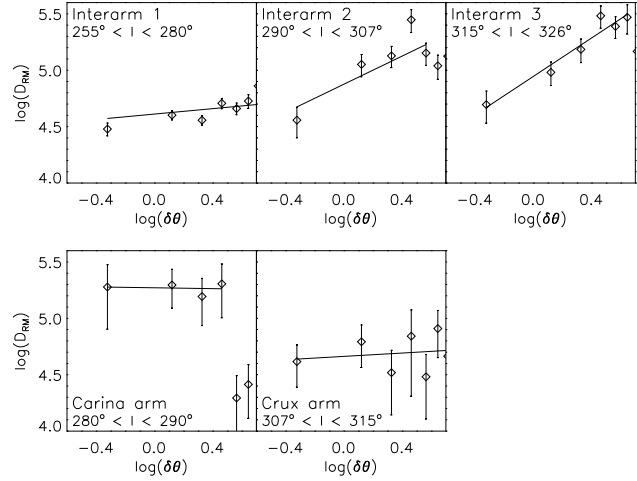 5.5
5.0
4.5
4.0
log(D_RM)
Interarm 1
255° < l < 280°
Interarm 2
290° < l < 307°
Interarm 3
315° < l < 326°
−0.4 0.0 0.4
−0.4 0.0 0.4
−0.4 0.0 0.4
log(δθ)
log(δθ)
log(δθ)
5.5
5.0
4.5
4.0
log(D_RM)
Carina arm
280° < l < 290°
Crux arm
307° < l < 315°
−0.4 0.0 0.4
−0.4 0.0 0.4
log(δθ)
log(δθ)